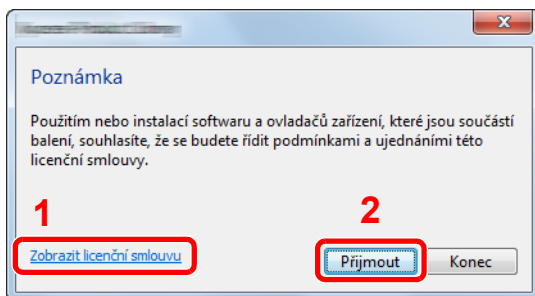 Poznámka
Použitím nebo instalací softwaru a ovladačů zařízení, které jsou součástí
balení, souhlasíte, že se budete řídit podmínkami a ujednáními této
licenční smlouvy.
1
2
Zobrazit licenční smlouvu
Přijmout
Konec